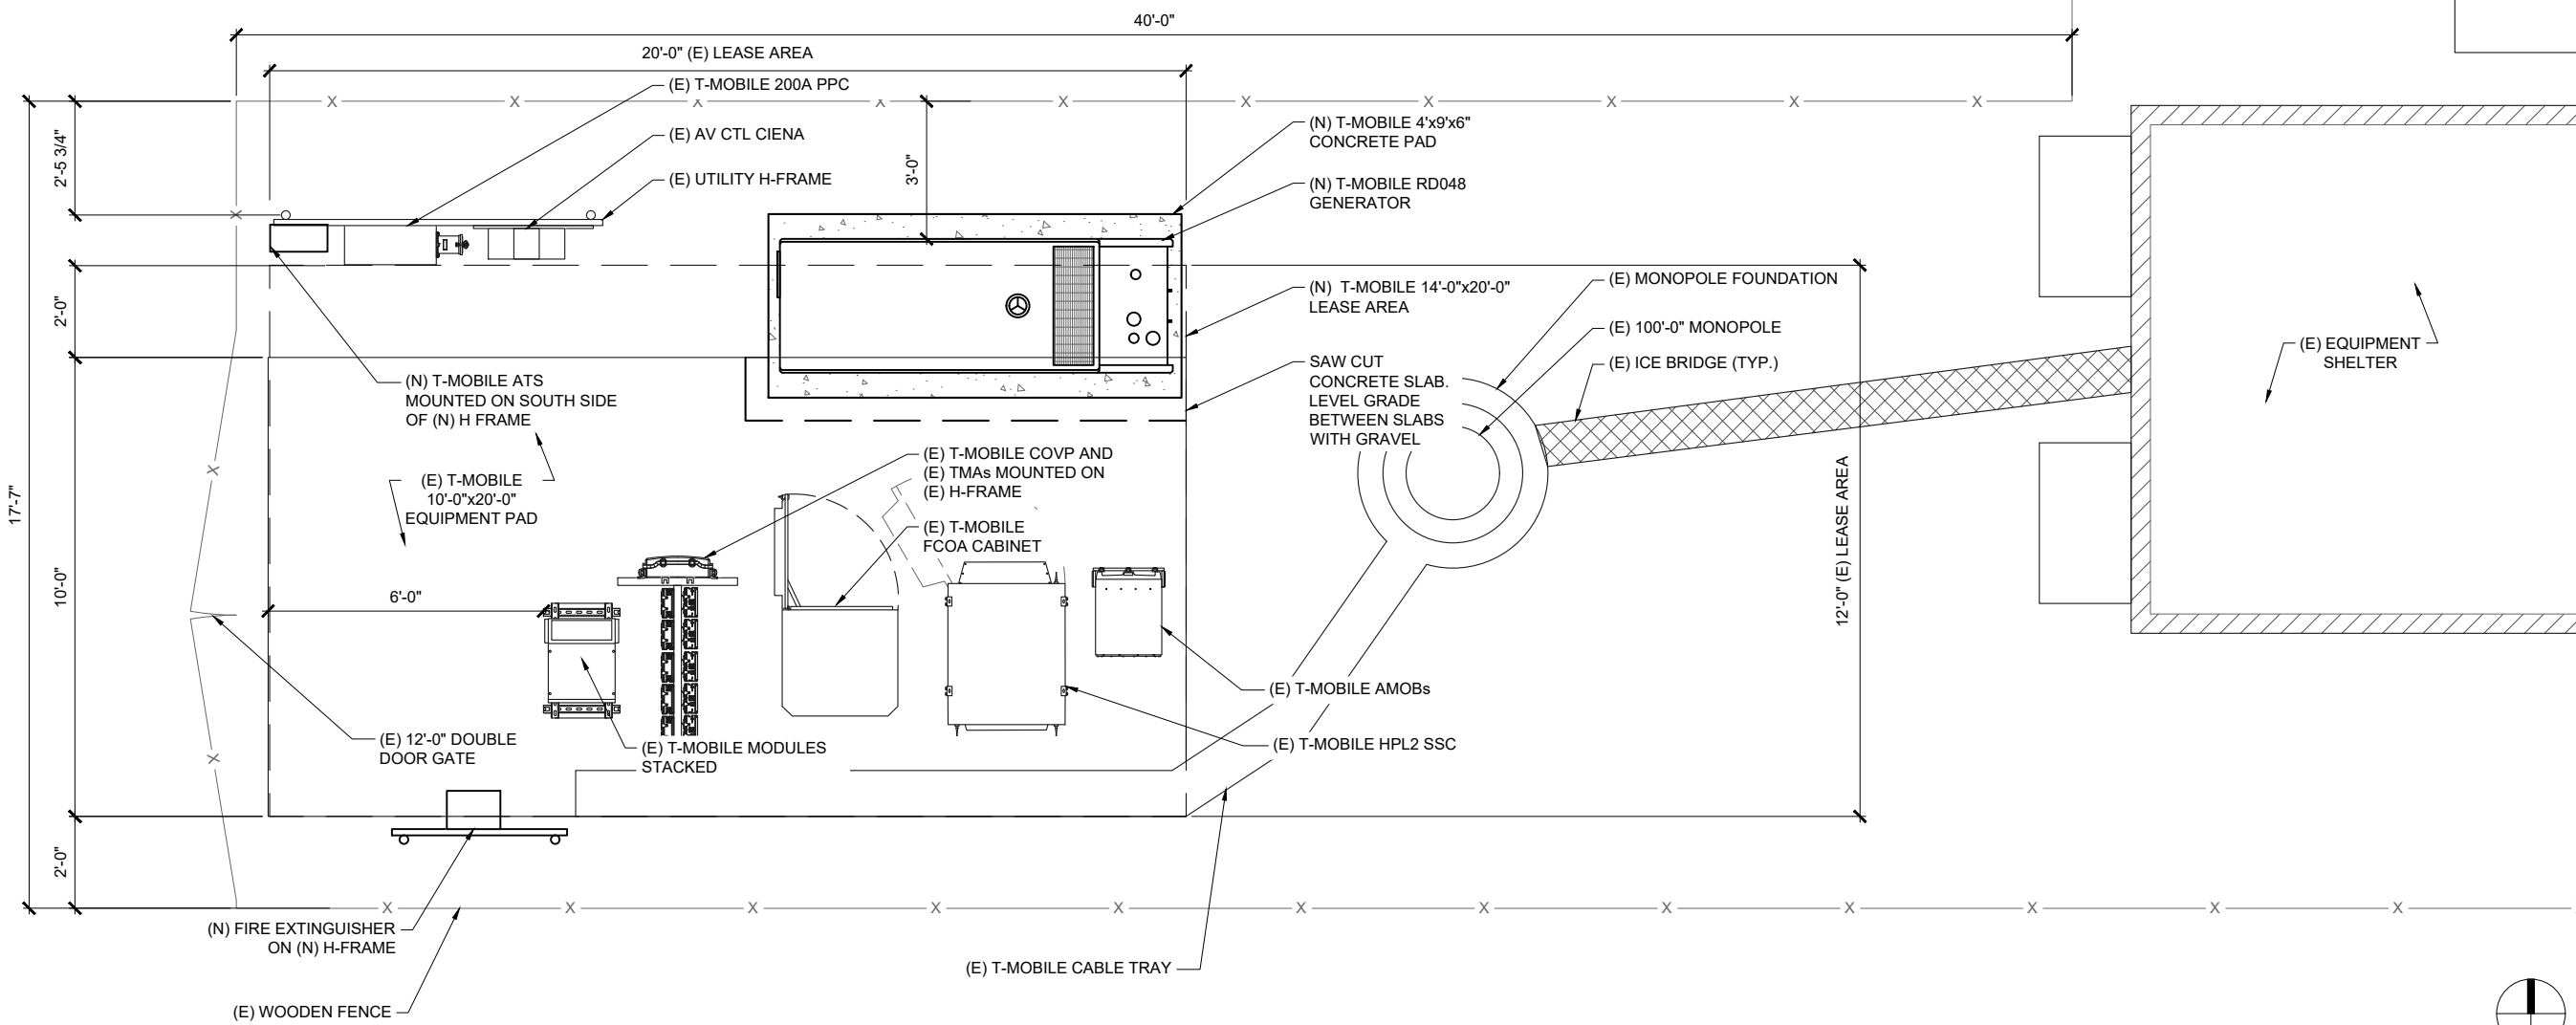 40'-0"
20'-0" (E) LEASE AREA
(E) T-MOBILE 200A PPC
(E) AV CTL CIENA
(E) UTILITY H-FRAME
2'-5 3/4"
3'-0"
(N) T-MOBILE 4'x9'x6"
CONCRETE PAD
(N) T-MOBILE RD048
GENERATOR
(N) T-MOBILE 14'-0"x20'-0"
LEASE AREA
SAW CUT
CONCRETE SLAB.
LEVEL GRADE
BETWEEN SLABS
WITH GRAVEL
(E) MONOPOLE FOUNDATION
(E) 100'-0" MONOPOLE
(E) ICE BRIDGE (TYP.)
(E) EQUIPMENT
SHELTER
2'-0"
(N) T-MOBILE ATS
MOUNTED ON SOUTH SIDE
OF (N) H FRAME
(E) T-MOBILE
10'-0"x20'-0"
EQUIPMENT PAD
(E) T-MOBILE COVP AND
(E) TMAs MOUNTED ON
(E) H-FRAME
(E) T-MOBILE
FCOA CABINET
17'-7"
10'-0"
6'-0"
12'-0" (E) LEASE AREA
(E) T-MOBILE AMOBs
(E) T-MOBILE HPL2 SSC
(E) 12'-0" DOUBLE
DOOR GATE
(E) T-MOBILE MODULES
STACKED
2'-0"
(N) FIRE EXTINGUISHER
ON (N) H-FRAME
(E) T-MOBILE CABLE TRAY
(E) WOODEN FENCE